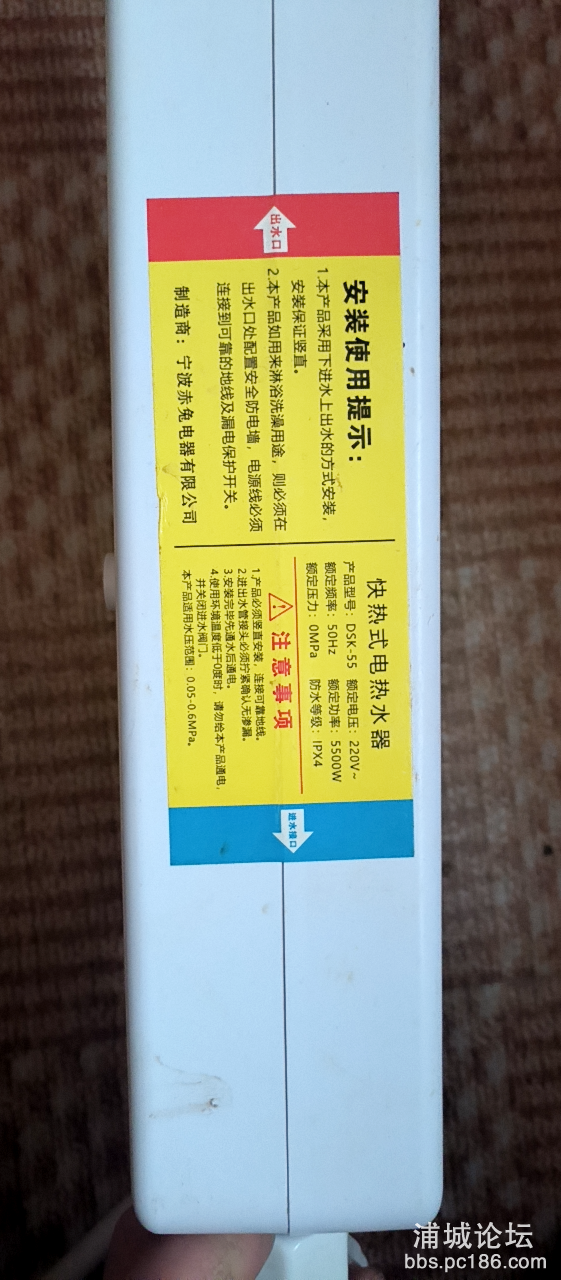 出水口
安装使用提示：
1.本产品采用下进水上出水的方式安装，
安装保证竖直。
2.本产品如用来淋浴洗澡用途，则必须在
出水口处配置安全防电墙，电源线必须
连接到可靠的地线及漏电保护开关。
制造商：宁波赤兔电器有限公司
快热式电热水器
产品型号：DSK-55 额定电压：220V~
额定频率：50Hz 额定功率：5500W
额定压力：0MPa 防水等级：IPX4
注意事项
1.产品必须竖直安装，连接可靠地线。
2.进出水管接头必须拧紧确认无渗漏。
3.安装完毕先通水后通电。
4.使用环境温度低于0度时，请勿给本产品通电，
并关闭进水阀门。
本产品适用水压范围：0.05-0.6MPa。
进水接口
浦城论坛
bbs.pc186.com